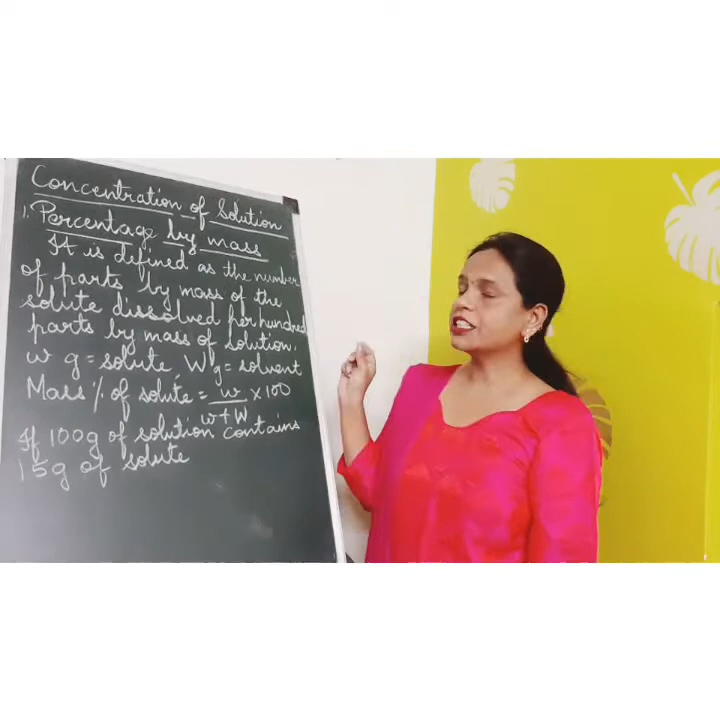 Concentration of Solution
1. Percentage by mass
It is defined as the number
of parts by mass of the
solute dissolved per hundred
parts by mass of solution.
w g = solute, W g = solvent
Mass % of solute = w/w+W × 100
If 100g of solution contains
15g of solute